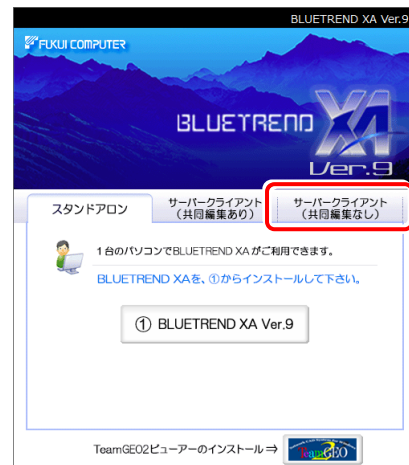 BLUETREND XA Ver.9
FUKUI COMPUTER
BLUETREND XA
Ver.9
スタンドアロン
サーバークライアント
（共同編集あり）
サーバークライアント
（共同編集なし）
1台のパソコンでBLUETREND XAがご利用できます。
BLUETREND XAを、①からインストールして下さい。
① BLUETREND XA Ver.9
TeamGEO2ビューアーのインストール⇒
TeamGEO